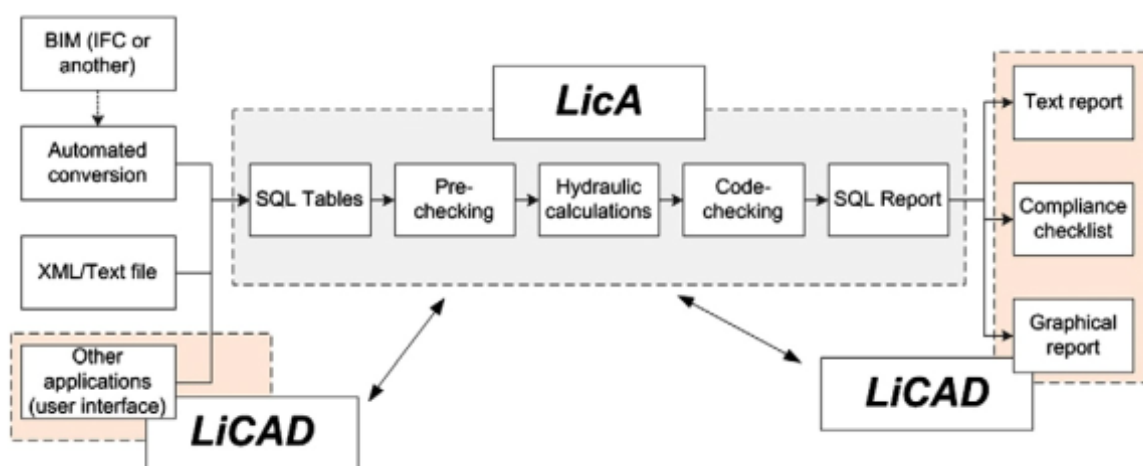 BIM (IFC or
another)
Automated
conversion
XML/Text file
Other
applications
(user interface)
LiCAD
LicA
SQL Tables
Pre-
checking
Hydraulic
calculations
Code-
checking
SQL Report
Text report
Compliance
checklist
Graphical
report
LiCAD